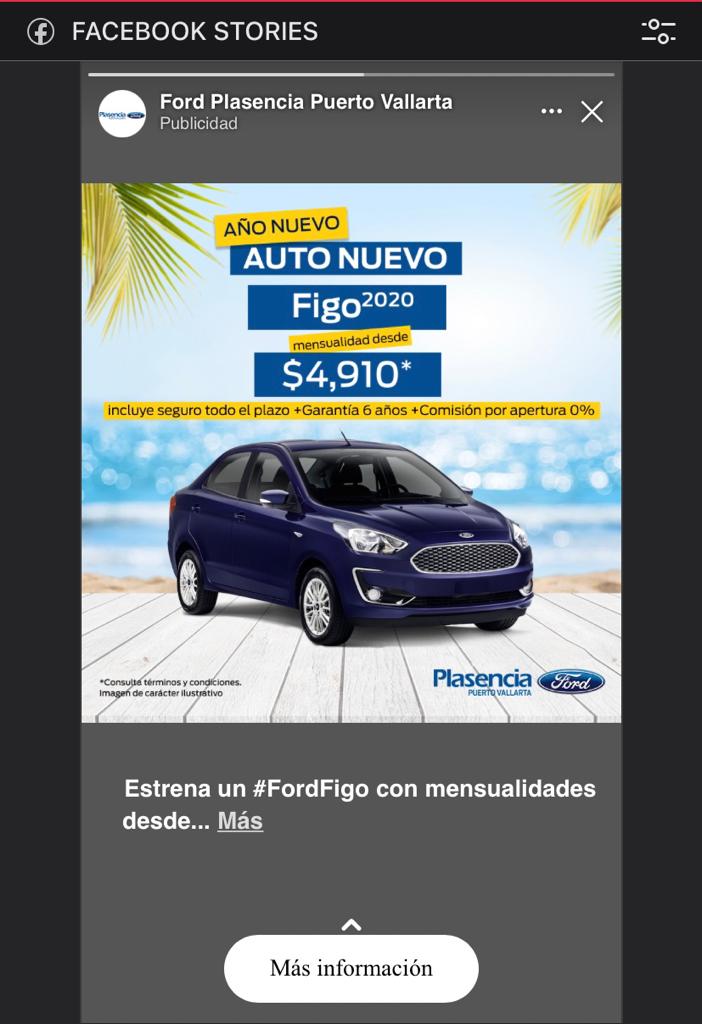 FACEBOOK STORIES
Ford Plasencia Puerto Vallarta
Publicidad
Plasencia Ford
AÑO NUEVO
AUTO NUEVO
Figo2020
mensualidad desde
$4,910*
incluye seguro todo el plazo +Garantía 6 años +Comisión por apertura 0%
*Consulta términos y condiciones.
Imagen de carácter ilustrativo
Plasencia Ford
PUERTO VALLARTA
Estrena un #FordFigo con mensualidades
desde... Más
Más información